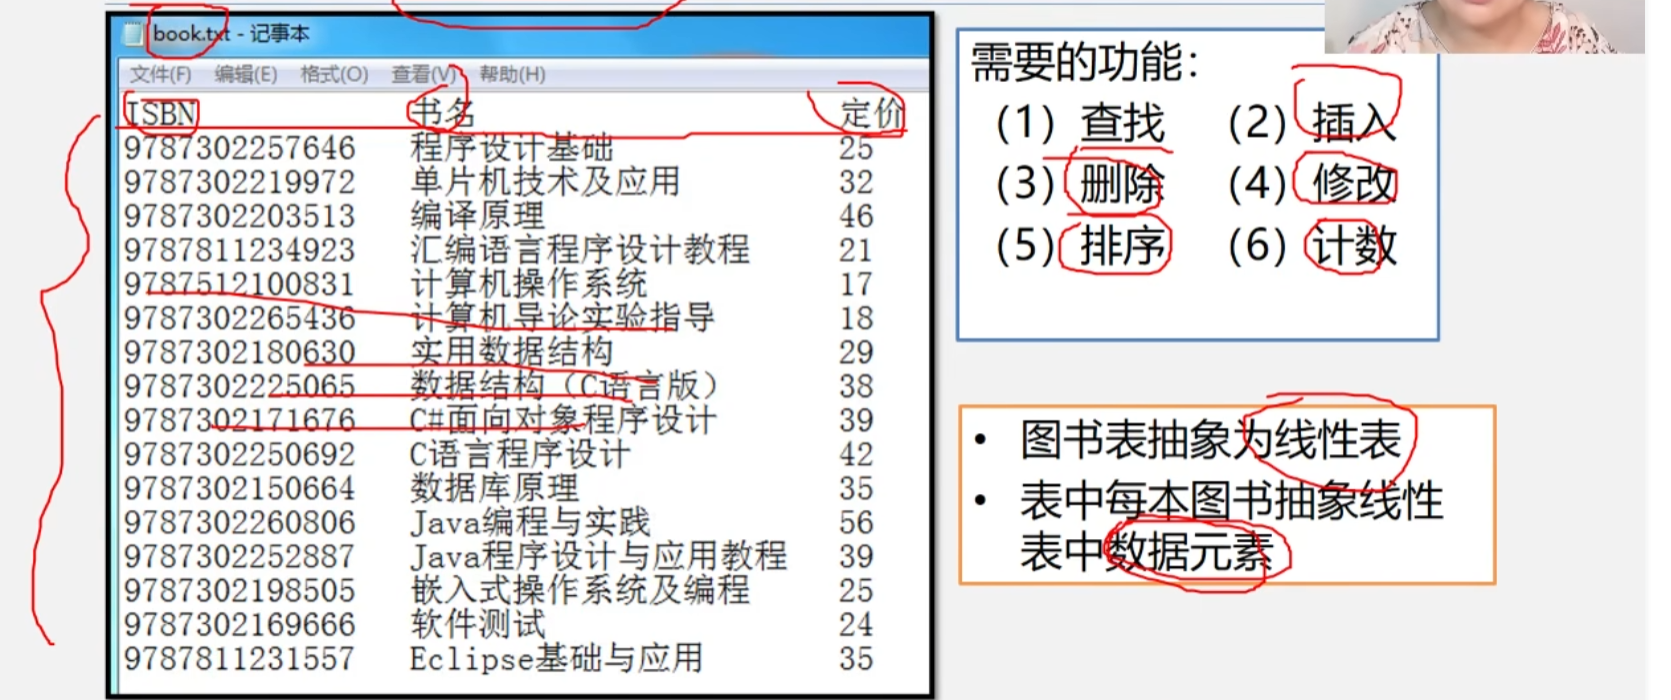 book.txt - 记事本
文件(F) 编辑(E) 格式(O) 查看(V) 帮助(H)
ISBN 书名 定价
9787302257646 程序设计基础 25
9787302219972 单片机技术及应用 32
9787302203513 编译原理 46
9787811234923 汇编语言程序设计教程 21
9787512100831 计算机操作系统 17
9787302265436 计算机导论实验指导 18
9787302180630 实用数据结构 29
9787302225065 数据结构（C语言版） 38
9787302171676 C#面向对象程序设计 39
9787302250692 C语言程序设计 42
9787302150664 数据库原理 35
9787302260806 Java编程与实践 56
9787302252887 Java程序设计与应用教程 39
9787302198505 嵌入式操作系统及编程 25
9787302169666 软件测试 24
9787811231557 Eclipse基础与应用 35
需要的功能：
（1）查找 （2）插入
（3）删除 （4）修改
（5）排序 （6）计数
• 图书表抽象为线性表
• 表中每本图书抽象线性
表中数据元素